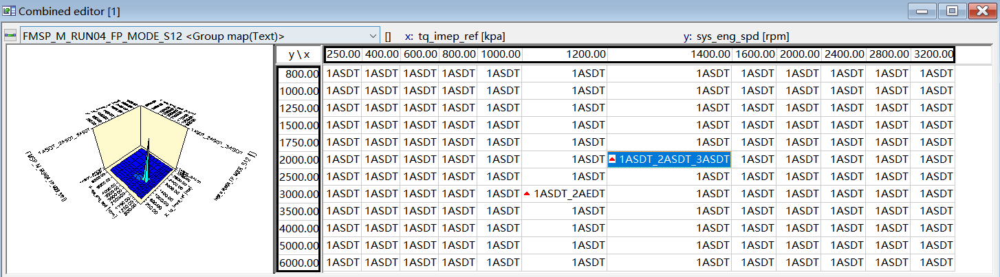 Combined editor [1]
FMSP_M_RUN04_FP_MODE_S12 <Group map(Text)> [] x: tq_imep_ref [kpa] y: sys_eng_spd [rpm]
y \ x 250.00 400.00 600.00 800.00 1000.00 1200.00 1400.00 1600.00 2000.00 2400.00 2800.00 3200.00
800.00 1ASDT 1ASDT 1ASDT 1ASDT 1ASDT 1ASDT 1ASDT 1ASDT 1ASDT 1ASDT 1ASDT 1ASDT
1000.00 1ASDT 1ASDT 1ASDT 1ASDT 1ASDT 1ASDT 1ASDT 1ASDT 1ASDT 1ASDT 1ASDT 1ASDT
1250.00 1ASDT 1ASDT 1ASDT 1ASDT 1ASDT 1ASDT 1ASDT 1ASDT 1ASDT 1ASDT 1ASDT 1ASDT
1500.00 1ASDT 1ASDT 1ASDT 1ASDT 1ASDT 1ASDT 1ASDT 1ASDT 1ASDT 1ASDT 1ASDT 1ASDT
1750.00 1ASDT 1ASDT 1ASDT 1ASDT 1ASDT 1ASDT 1ASDT 1ASDT 1ASDT 1ASDT 1ASDT 1ASDT
2000.00 1ASDT 1ASDT 1ASDT 1ASDT 1ASDT 1ASDT 1ASDT_2ASDT_3ASDT 1ASDT 1ASDT 1ASDT 1ASDT 1ASDT
2500.00 1ASDT 1ASDT 1ASDT 1ASDT 1ASDT 1ASDT 1ASDT 1ASDT 1ASDT 1ASDT 1ASDT 1ASDT
3000.00 1ASDT 1ASDT 1ASDT 1ASDT 1ASDT 1ASDT_2AEDT 1ASDT 1ASDT 1ASDT 1ASDT 1ASDT 1ASDT
3500.00 1ASDT 1ASDT 1ASDT 1ASDT 1ASDT 1ASDT 1ASDT 1ASDT 1ASDT 1ASDT 1ASDT 1ASDT
4000.00 1ASDT 1ASDT 1ASDT 1ASDT 1ASDT 1ASDT 1ASDT 1ASDT 1ASDT 1ASDT 1ASDT 1ASDT
5000.00 1ASDT 1ASDT 1ASDT 1ASDT 1ASDT 1ASDT 1ASDT 1ASDT 1ASDT 1ASDT 1ASDT 1ASDT
6000.00 1ASDT 1ASDT 1ASDT 1ASDT 1ASDT 1ASDT 1ASDT 1ASDT 1ASDT 1ASDT 1ASDT 1ASDT
1ASDT_2ASDT_3ASDT
1ASDT_2ASDT_3ASDT